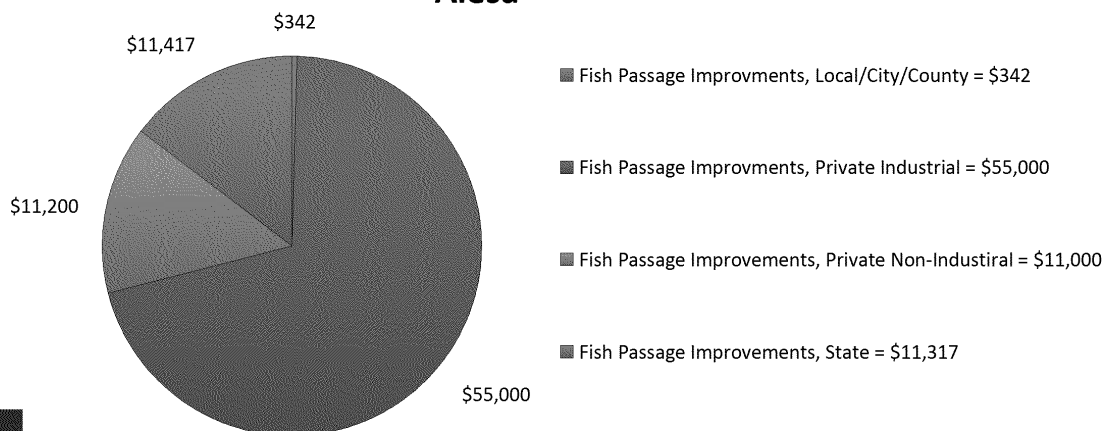 $342
$11,417
$11,200
$55,000
Fish Passage Improvments, Local/City/County = $342
Fish Passage Improvments, Private Industrial = $55,000
Fish Passage Improvements, Private Non-Industiral = $11,000
Fish Passage Improvements, State = $11,317